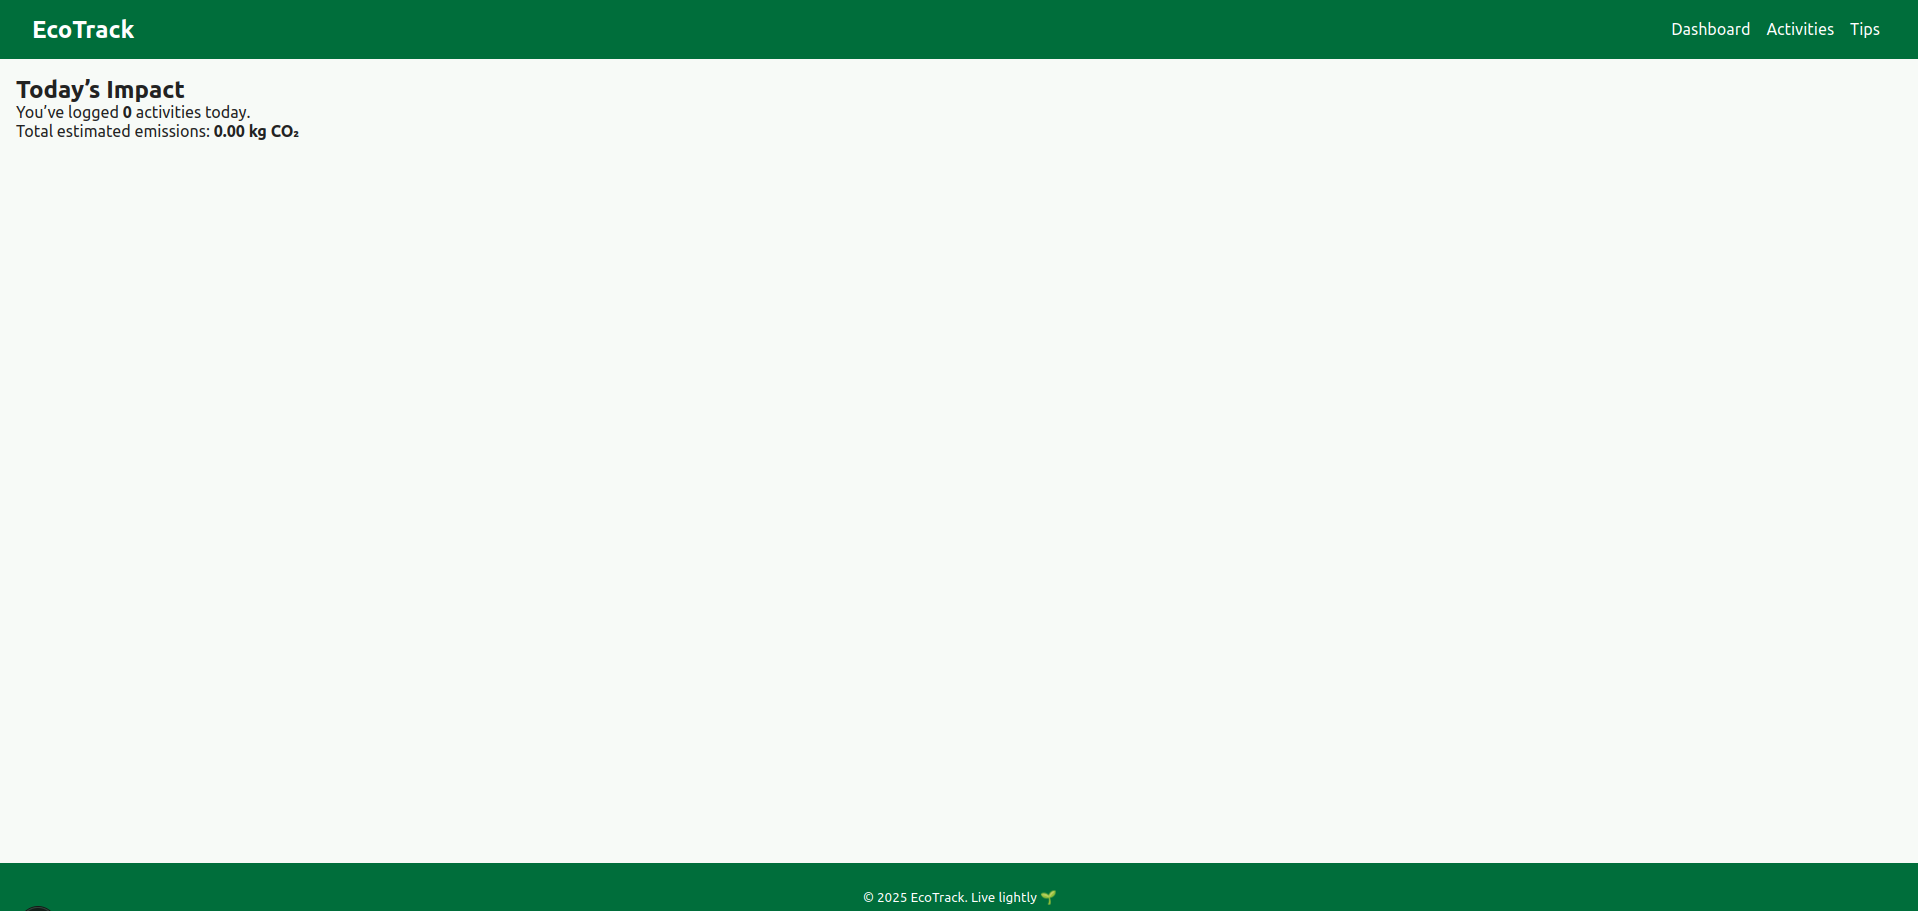 EcoTrack
Dashboard Activities Tips
Today’s Impact
You’ve logged 0 activities today.
Total estimated emissions: 0.00 kg CO₂
© 2025 EcoTrack. Live lightly 🌱